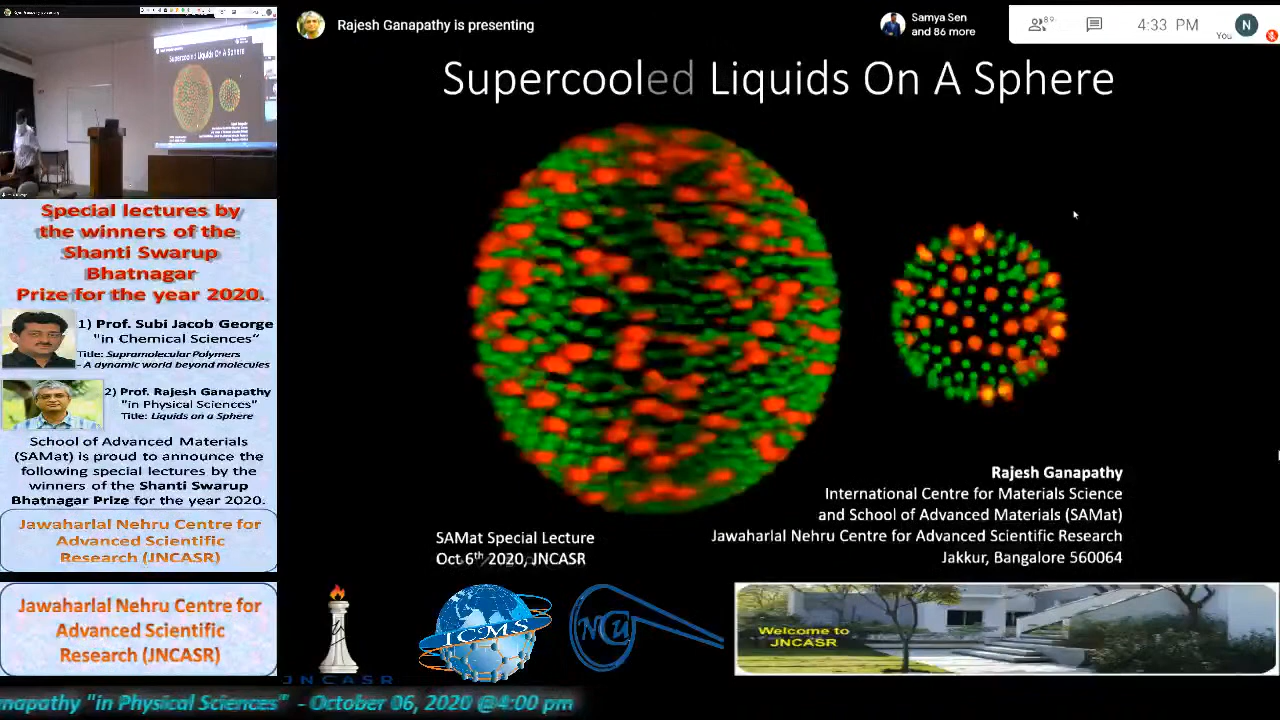 Rajesh Ganapathy is presenting
Samya Sen
and 86 more
89
4:33 PM
You
N
Supercooled Liquids On A Sphere
Supercooled Liquids On A Sphere
Special lectures by
the winners of the
Shanti Swarup
Bhatnagar
Prize for the year 2020.
1) Prof. Subi Jacob George
"in Chemical Sciences"
Title: Supramolecular Polymers
- A dynamic world beyond molecules
2) Prof. Rajesh Ganapathy
"in Physical Sciences"
Title: Liquids on a Sphere
School of Advanced Materials
(SAMat) is proud to announce the
following special lectures by the
winners of the Shanti Swarup
Bhatnagar Prize for the year 2020.
Jawaharlal Nehru Centre for
Advanced Scientific
Research (JNCASR)
Jawaharlal Nehru Centre for
Advanced Scientific
Research (JNCASR)
SAMat Special Lecture
Oct 6th 2020, JNCASR
Rajesh Ganapathy
International Centre for Materials Science
and School of Advanced Materials (SAMat)
Jawaharlal Nehru Centre for Advanced Scientific Research
Jakkur, Bangalore 560064
JNCASR
ICMS
NCU
Welcome to
JNCASR
napathy "in Physical Sciences" - October 06, 2020 @4:00 pm